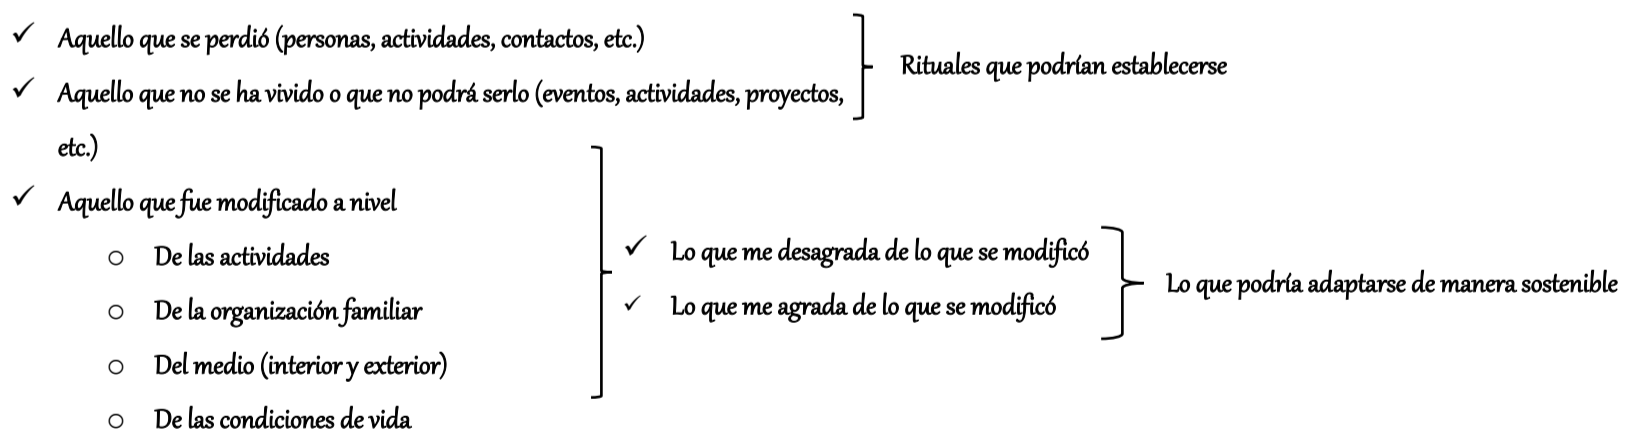 ✓ Aquello que se perdió (personas, actividades, contactos, etc.)
✓ Aquello que no se ha vivido o que no podrá serlo (eventos, actividades, proyectos,
etc.)
Rituales que podrían establecerse
✓ Aquello que fue modificado a nivel
o De las actividades
o De la organización familiar
o Del medio (interior y exterior)
o De las condiciones de vida
✓ Lo que me desagrada de lo que se modificó
✓ Lo que me agrada de lo que se modificó
Lo que podría adaptarse de manera sostenible